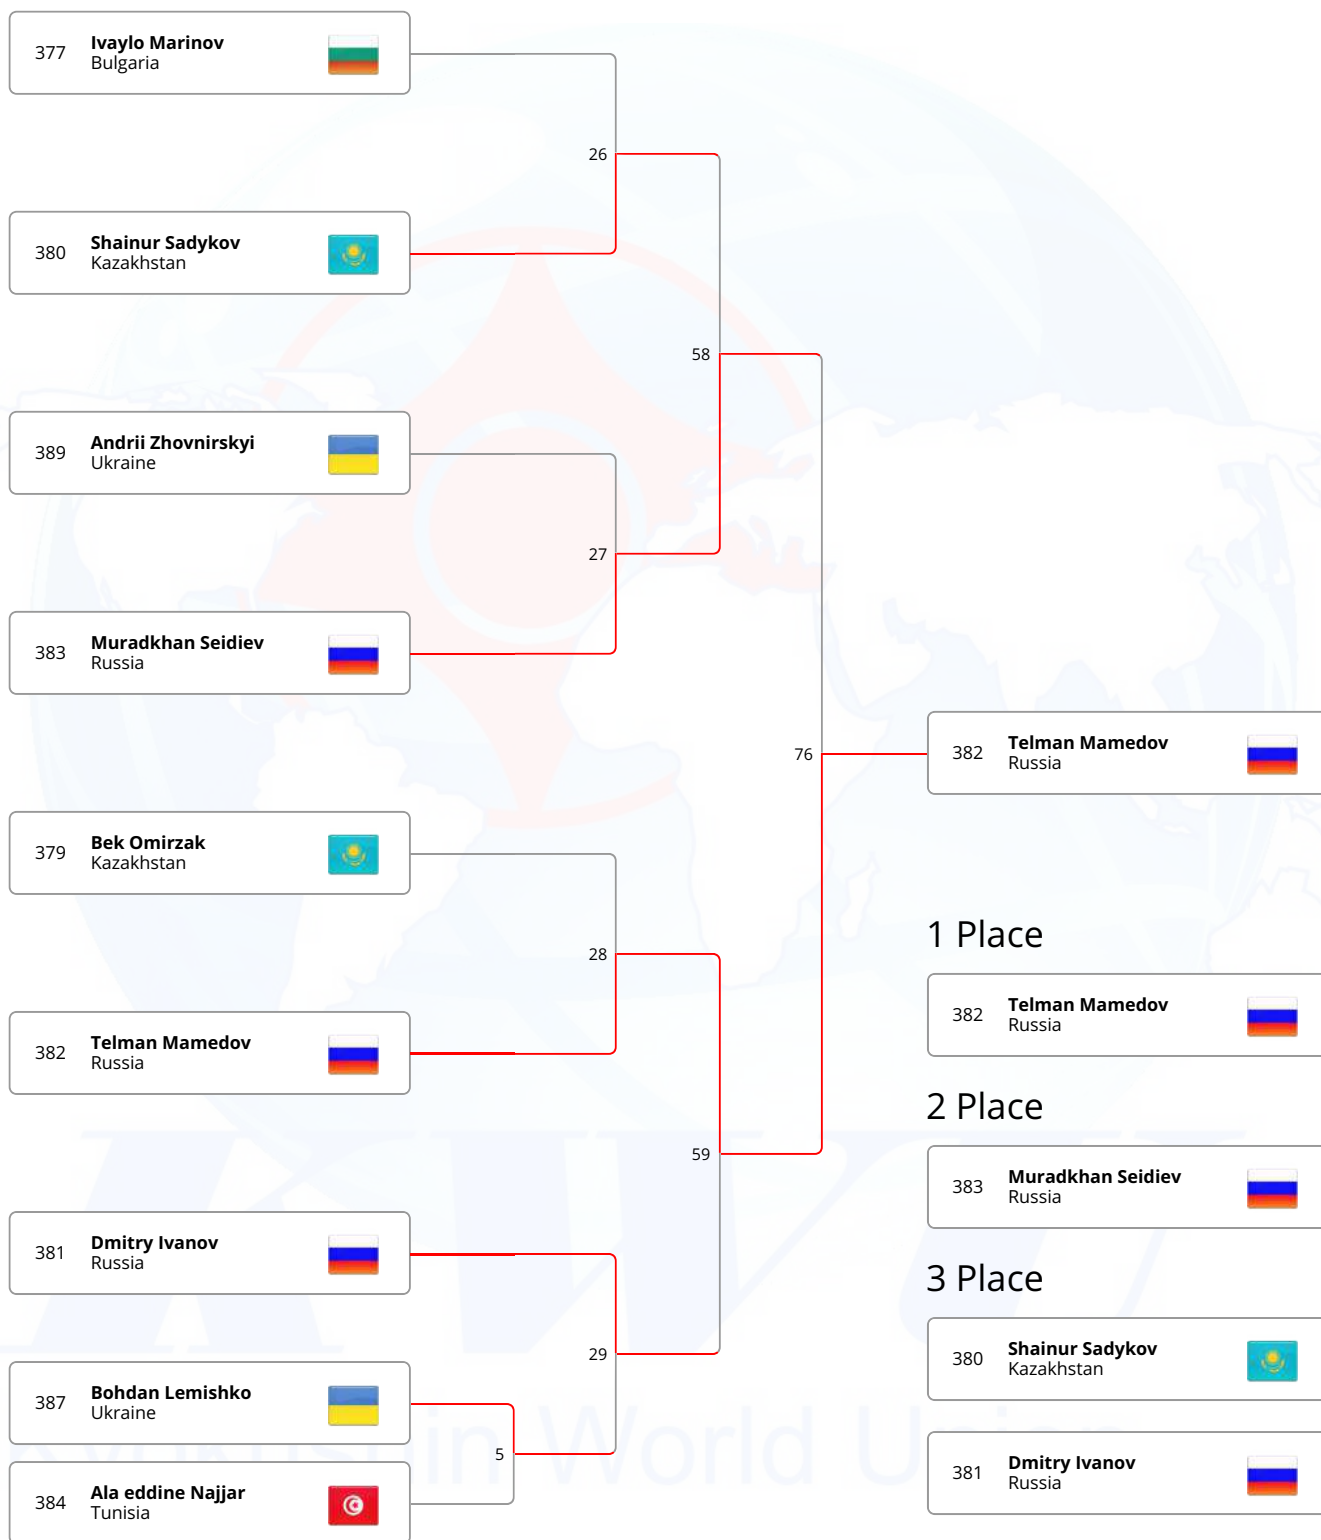 377 Ivaylo Marinov
Bulgaria
26
380 Shainur Sadykov
Kazakhstan
58
389 Andrii Zhovnirskyi
Ukraine
27
383 Muradkhan Seidiev
Russia
76
382 Telman Mamedov
Russia
379 Bek Omirzak
Kazakhstan
28
382 Telman Mamedov
Russia
59
381 Dmitry Ivanov
Russia
29
387 Bohdan Lemishko
Ukraine
5
384 Ala eddine Najjar
Tunisia
1 Place
382 Telman Mamedov
Russia
2 Place
383 Muradkhan Seidiev
Russia
3 Place
380 Shainur Sadykov
Kazakhstan
381 Dmitry Ivanov
Russia
KWU
World